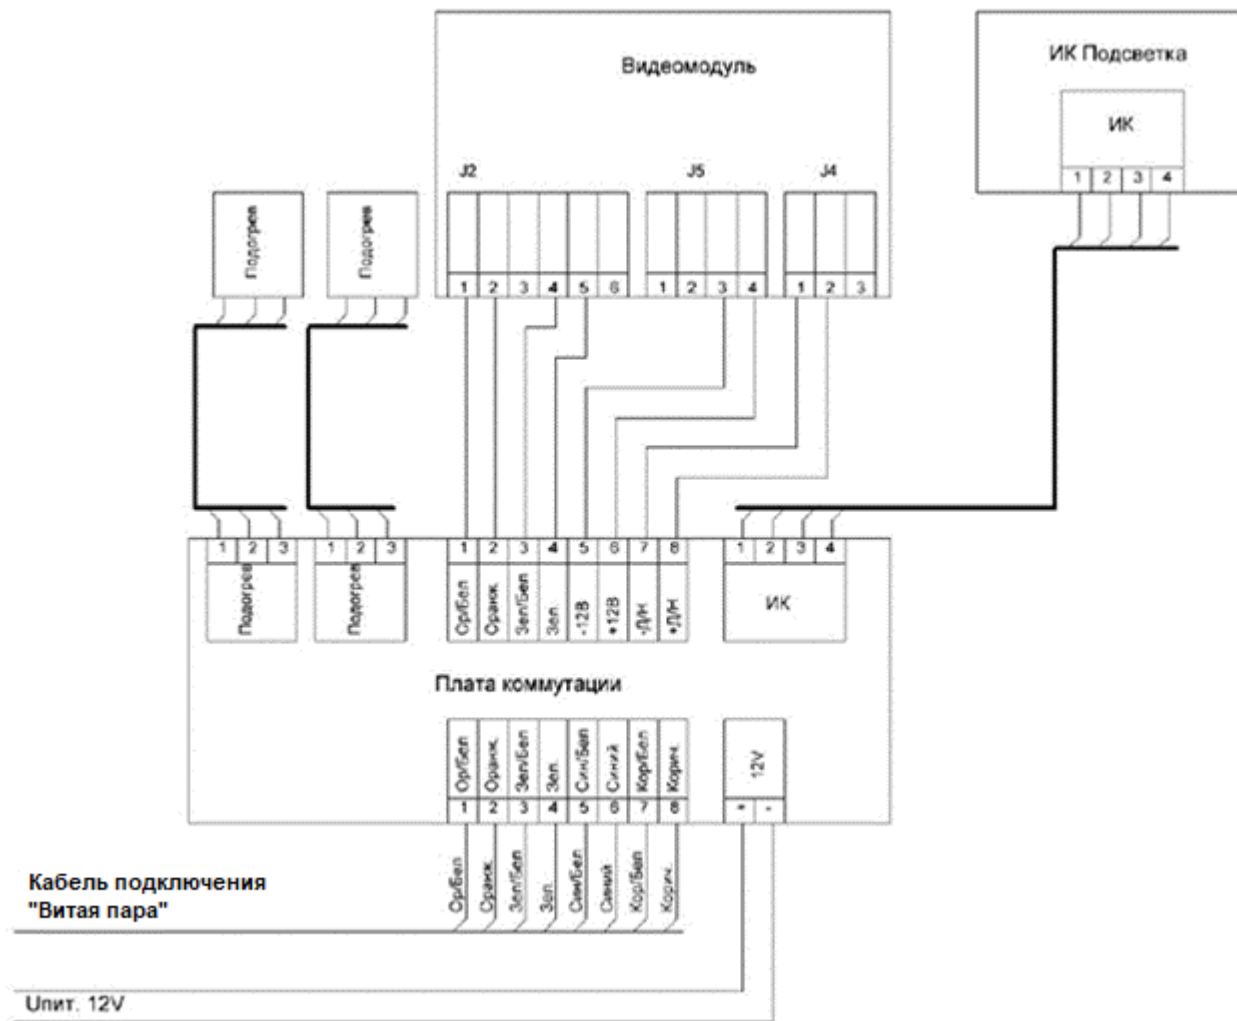 Видеомодуль
ИК Подсветка
ИК
1 2 3 4
J2 J5 J4
Подогрев Подогрев
1 2 3 4 5 6
1 2 3 4
1 2 3
1 2 3
1 2 3
1 2 3 4 5 6 7 8
1 2 3 4
Подогрев
Подогрев
Ор/Бел
Оранж.
Зел/Бел
Зел.
-12В
+12В
-Д/Н
+Д/Н
ИК
Плата коммутации
Ор/Бел
Оранж.
Зел/Бел
Зел.
Син/Бел
Синий
Кор/Бел
Корич.
12V
1 2 3 4 5 6 7 8
+ -
Ор/Бел
Оранж.
Зел/Бел
Зел.
Син/Бел
Синий
Кор/Бел
Корич.
Кабель подключения
"Витая пара"
Uпит. 12V